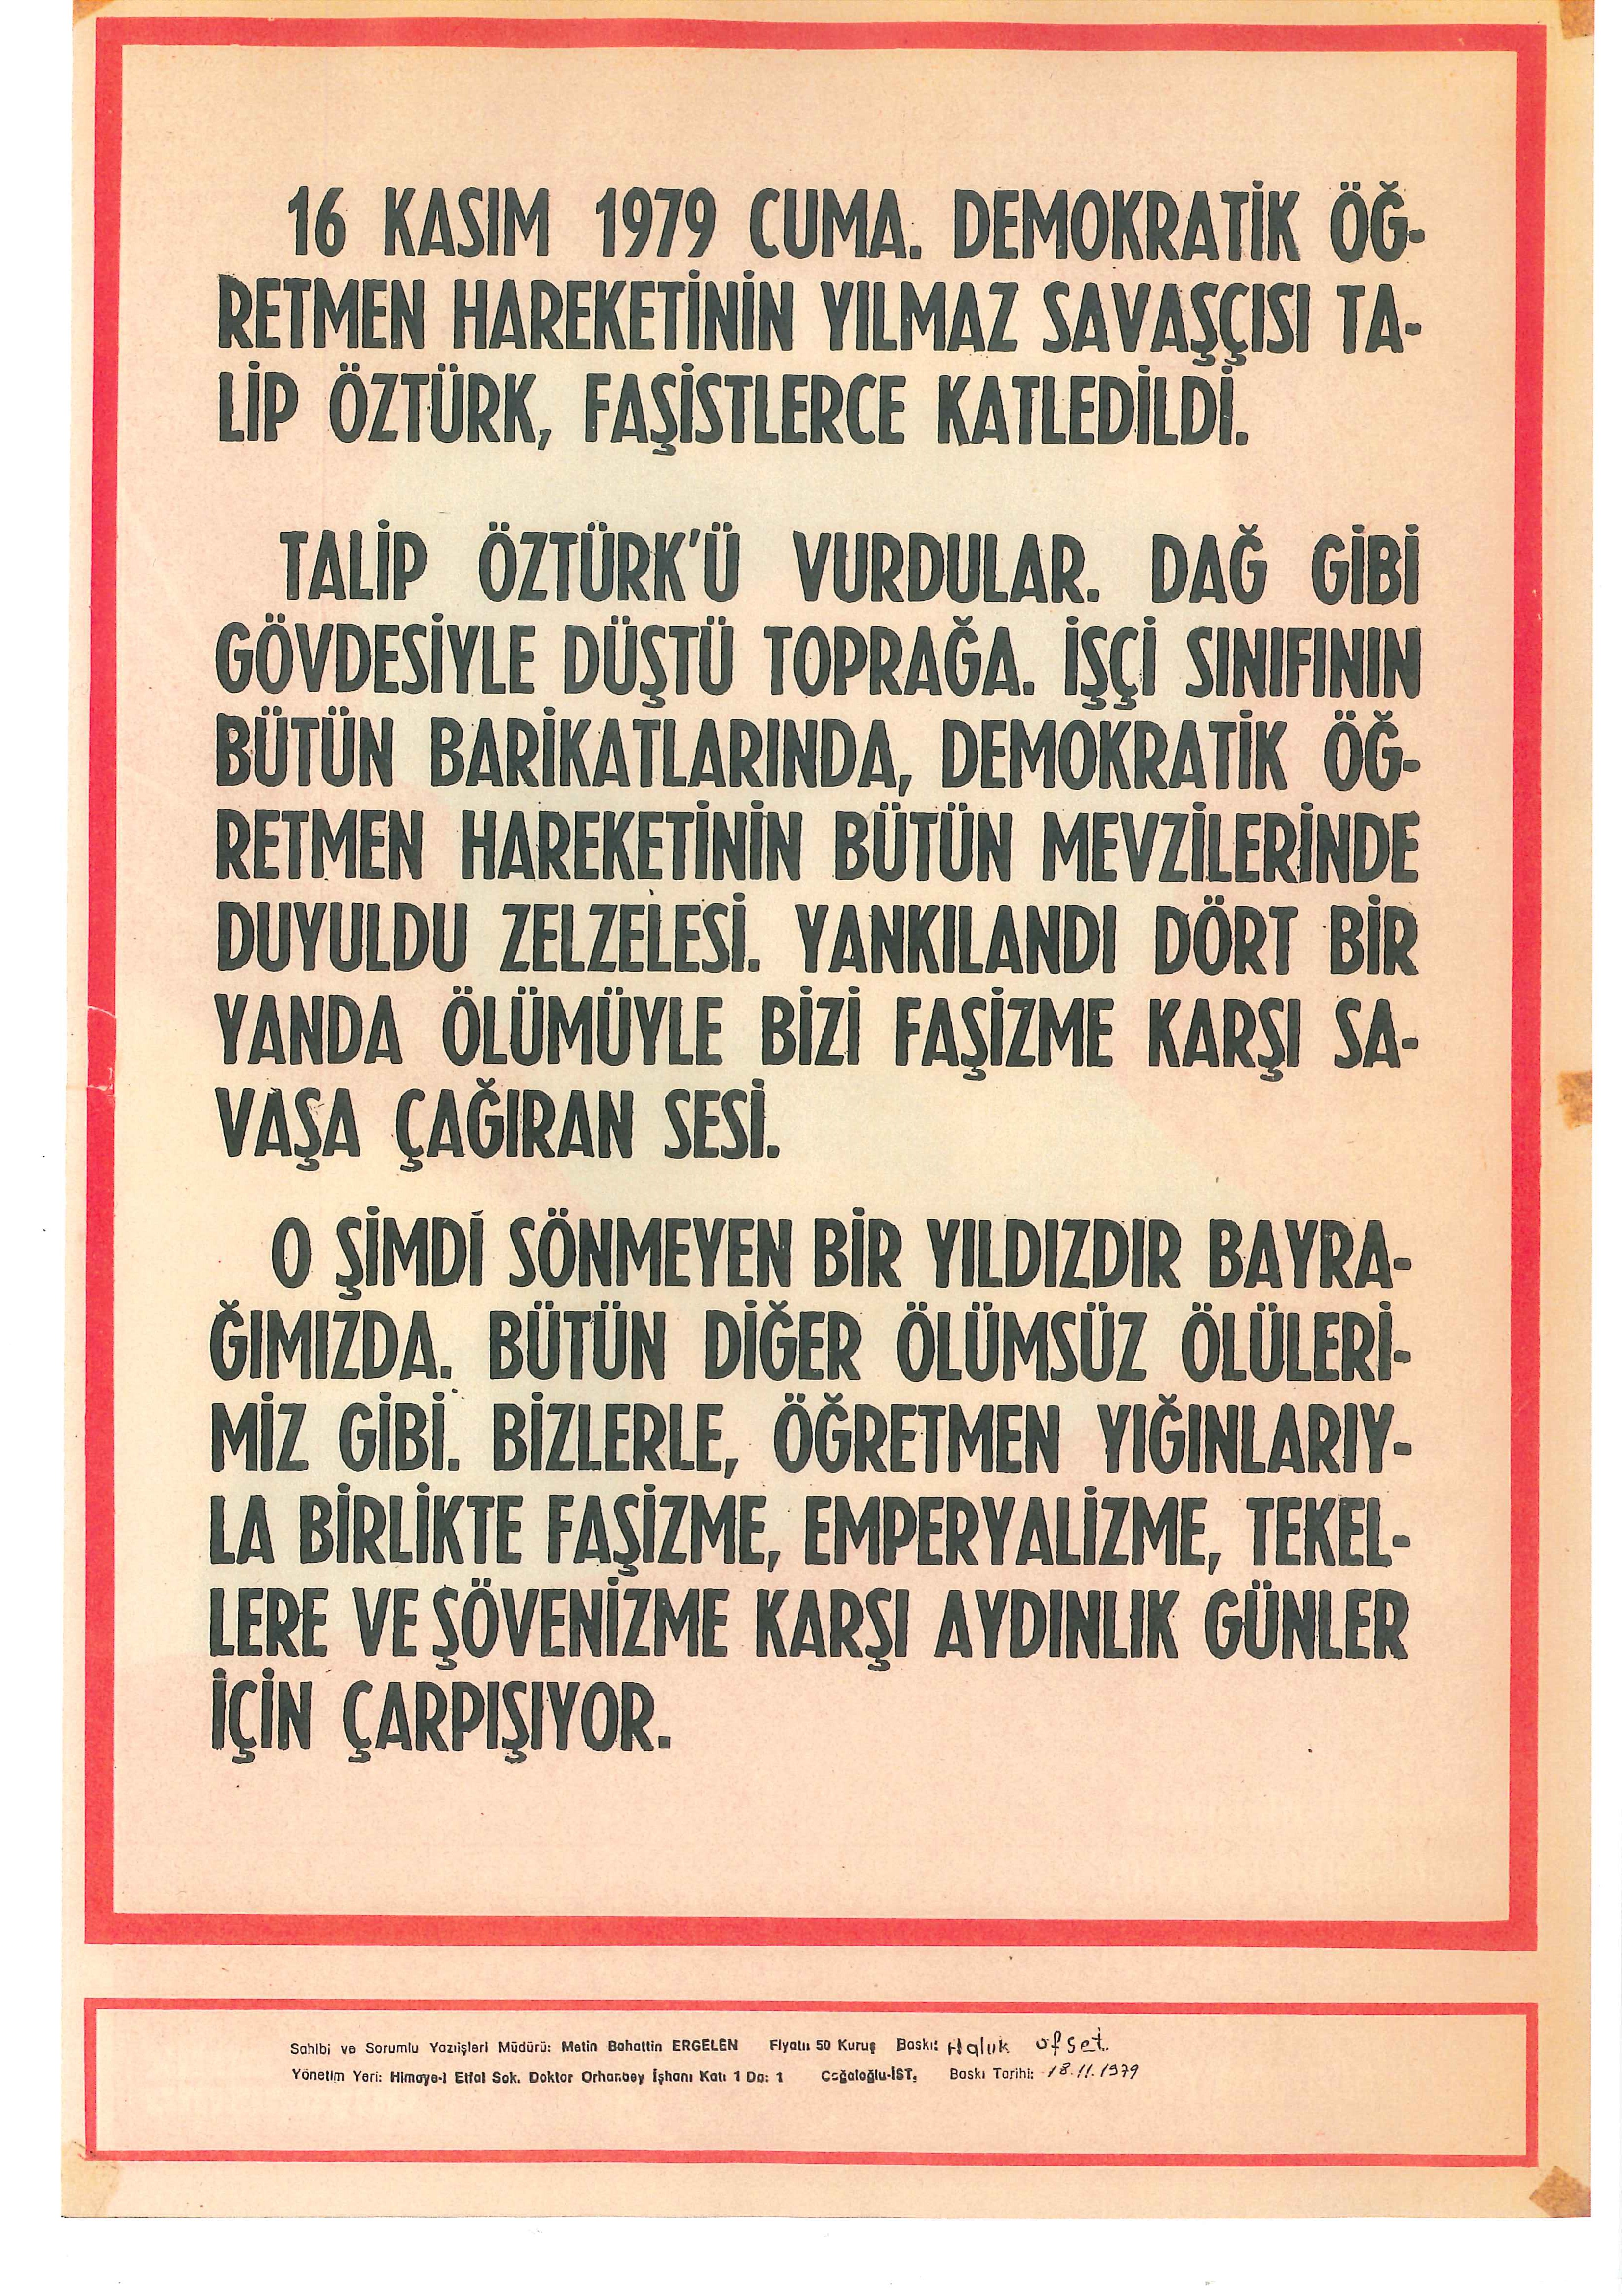 16 KASIM 1979 CUMA. DEMOKRATİK ÖĞ-
RETMEN HAREKETİNİN YILMAZ SAVAŞÇISI TA-
LİP ÖZTÜRK, FAŞİSTLERCE KATLEDİLDİ.
TALİP ÖZTÜRK'Ü VURDULAR. DAĞ GİBİ
GÖVDESİYLE DÜŞTÜ TOPRAĞA. İŞÇİ SINIFININ
BÜTÜN BARİKATLARINDA, DEMOKRATİK ÖĞ-
RETMEN HAREKETİNİN BÜTÜN MEVZİLERİNDE
DUYULDU ZELZELESİ. YANKILANDI DÖRT BİR
YANDA ÖLÜMÜYLE BİZİ FAŞİZME KARŞI SA-
VAŞA ÇAĞIRAN SESİ.
O ŞİMDİ SÖNMEYEN BİR YILDIZDIR BAYRA-
ĞIMIZDA. BÜTÜN DİĞER ÖLÜMSÜZ ÖLÜLERİ-
MİZ GİBİ. BİZLERLE, ÖĞRETMEN YIĞINLARIY-
LA BİRLİKTE FAŞİZME, EMPERYALİZME, TEKEL-
LERE VE ŞÖVENİZME KARŞI AYDINLIK GÜNLER
İÇİN ÇARPIŞIYOR.
Sahibi ve Sorumlu Yazıişleri Müdürü: Metin Bahattin ERGELEN Fiyatı: 50 Kuruş Baskı: Haluk ofset.
Yönetim Yeri: Himaye-i Etfal Sok. Doktor Orhanbey İşhanı Katı 1 Da: 1 Cağaloğlu-İST. Baskı Tarihi: 18.11.1979